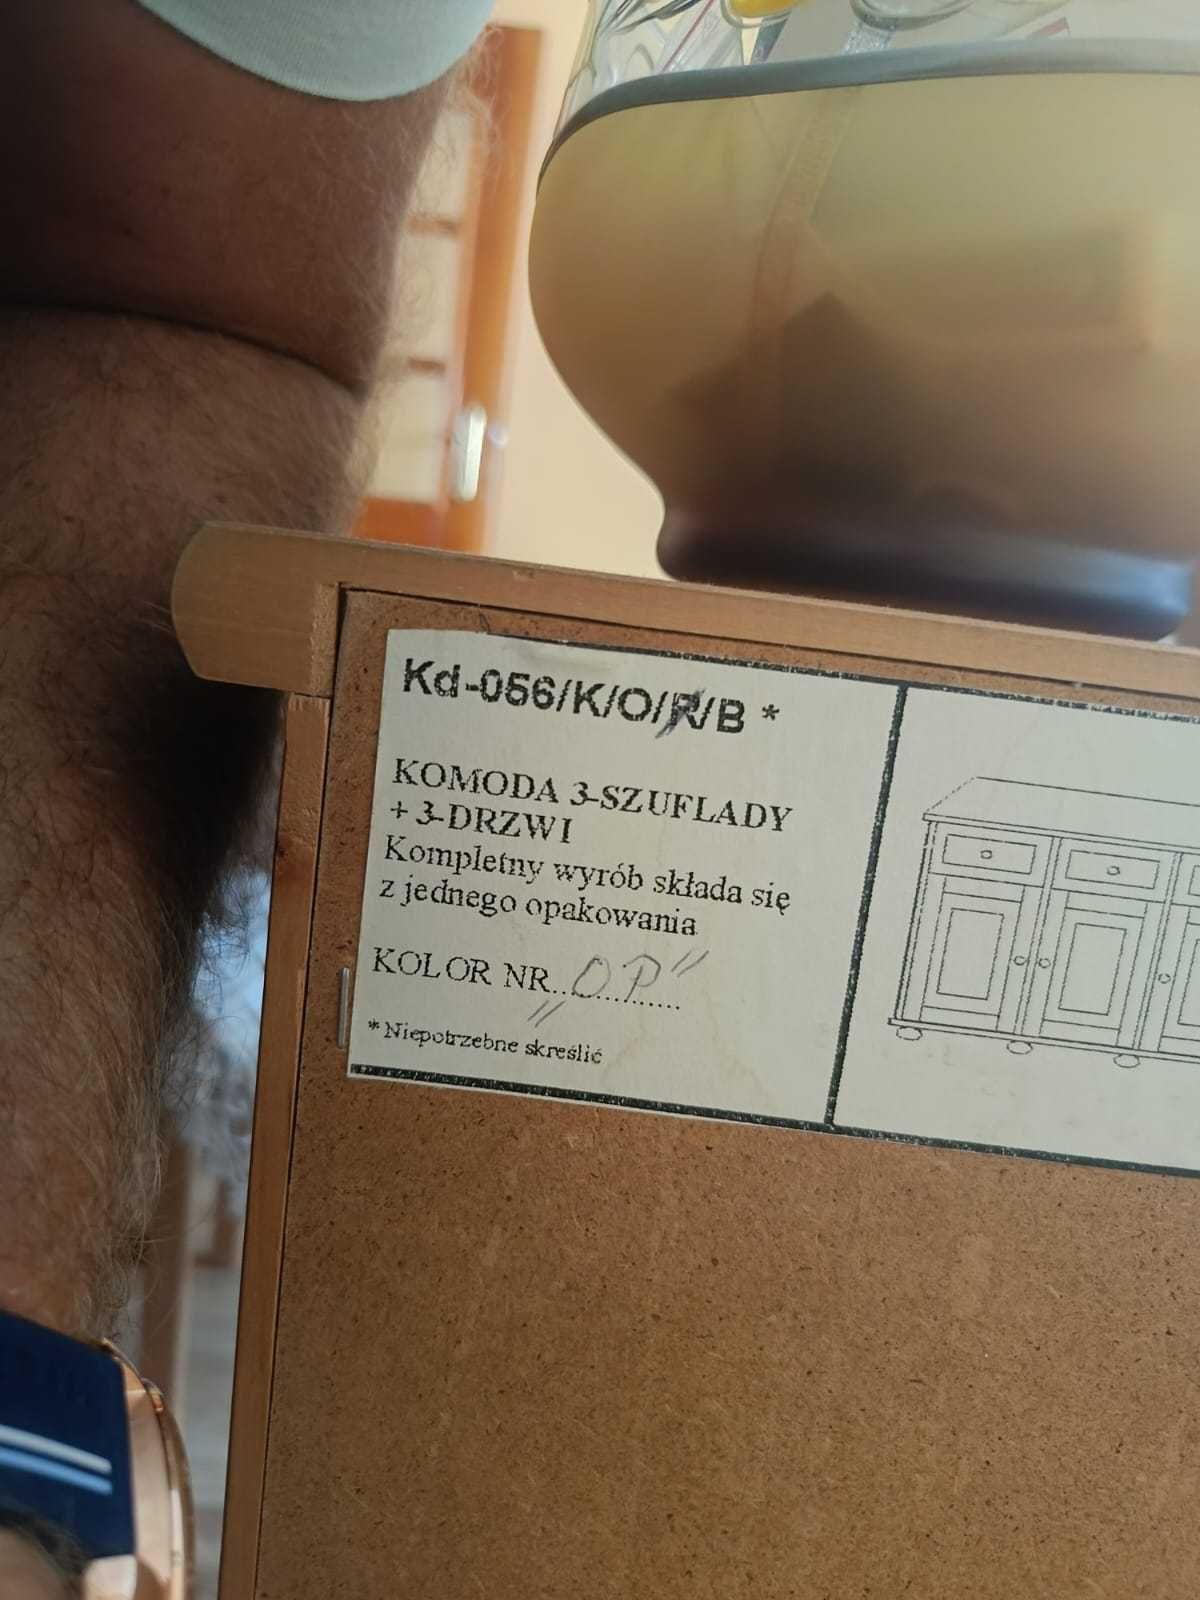 Kd-056/K/O/R/B *
KOMODA 3-SZUFLADY
+ 3-DRZWI
Kompletny wyrób składa się
z jednego opakowania
KOLOR NR..."OP"...........
* Niepotrzebne skreślić